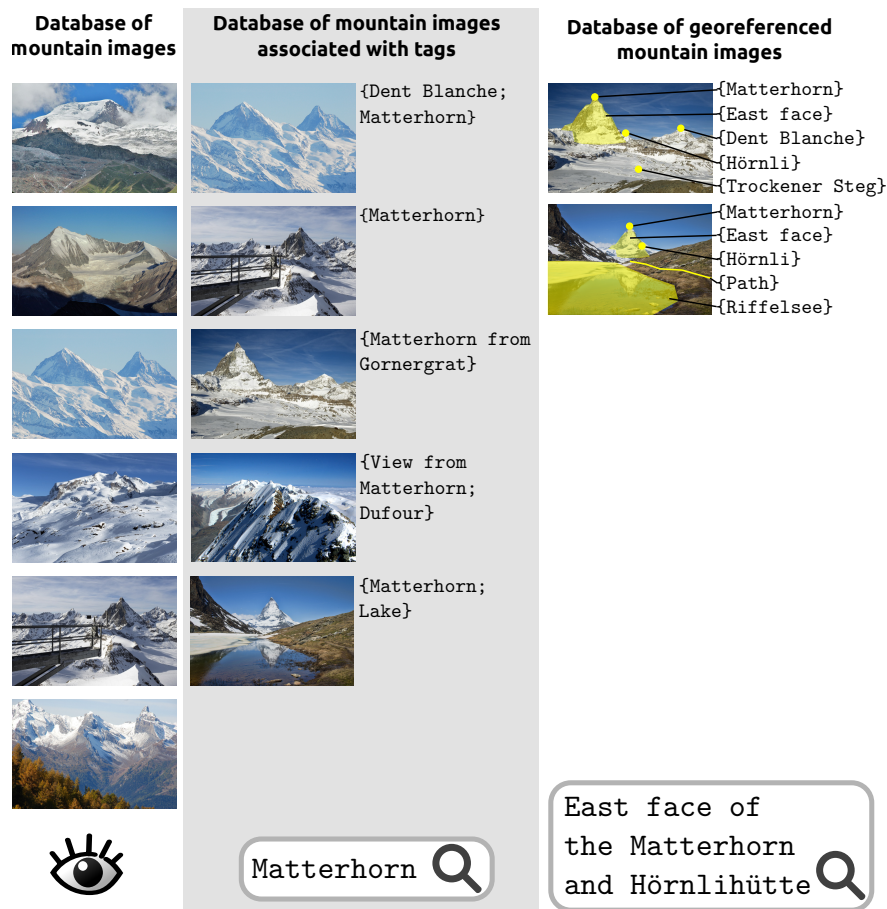 Database of
mountain images
Database of mountain images
associated with tags
{Dent Blanche;
Matterhorn}
{Matterhorn}
{Matterhorn from
Gornergrat}
{View from
Matterhorn;
Dufour}
{Matterhorn;
Lake}
Matterhorn
Database of georeferenced
mountain images
{Matterhorn}
{East face}
{Dent Blanche}
{Hörnli}
{Trockener Steg}
{Matterhorn}
{East face}
{Hörnli}
{Path}
{Riffelsee}
East face of
the Matterhorn
and Hörnlihütte